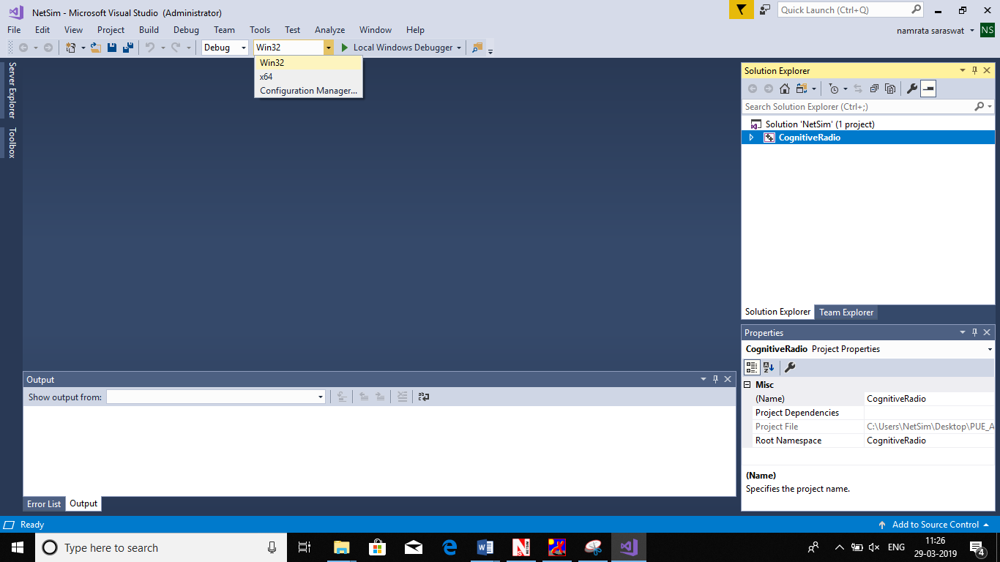 NetSim - Microsoft Visual Studio (Administrator)
Quick Launch (Ctrl+Q)
File Edit View Project Build Debug Team Tools Test Analyze Window Help
namrata saraswat NS
Debug Win32 Local Windows Debugger
Win32
x64
Configuration Manager...
Server Explorer
Toolbox
Solution Explorer
Search Solution Explorer (Ctrl+;)
Solution 'NetSim' (1 project)
CognitiveRadio
Solution Explorer Team Explorer
Properties
CognitiveRadio Project Properties
Misc
(Name) CognitiveRadio
Project Dependencies
Project File C:\Users\NetSim\Desktop\PUE_A
Root Namespace CognitiveRadio
(Name)
Specifies the project name.
Output
Show output from:
Error List Output
Ready
Add to Source Control
Type here to search
ENG
11:26
29-03-2019
4